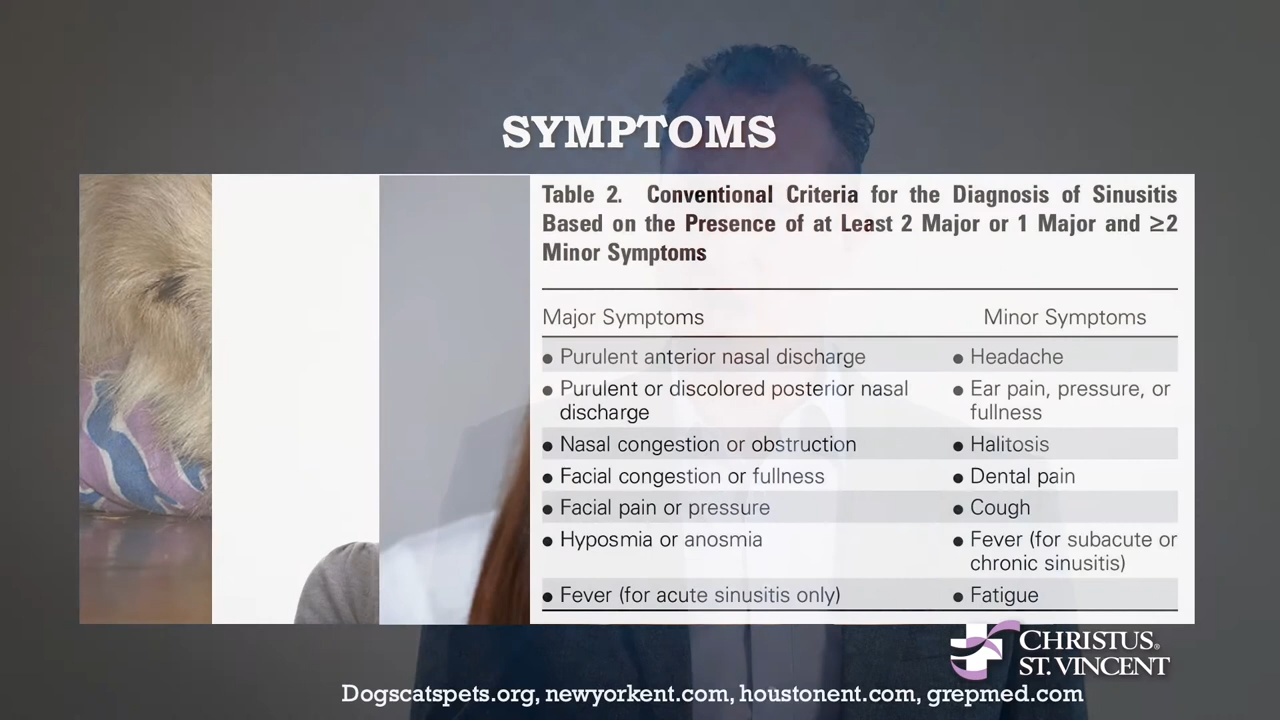 SYMPTOMS
Table 2. Conventional Criteria for the Diagnosis of Sinusitis
Based on the Presence of at Least 2 Major or 1 Major and ≥2
Minor Symptoms
Major Symptoms
Minor Symptoms
● Purulent anterior nasal discharge
● Headache
● Purulent or discolored posterior nasal
discharge
● Ear pain, pressure, or
fullness
● Nasal congestion or obstruction
● Halitosis
● Facial congestion or fullness
● Dental pain
● Facial pain or pressure
● Cough
● Hyposmia or anosmia
● Fever (for subacute or
chronic sinusitis)
● Fever (for acute sinusitis only)
● Fatigue
CHRISTUS®
ST. VINCENT
Dogscatspets.org, newyorkent.com, houstonent.com, grepmed.com